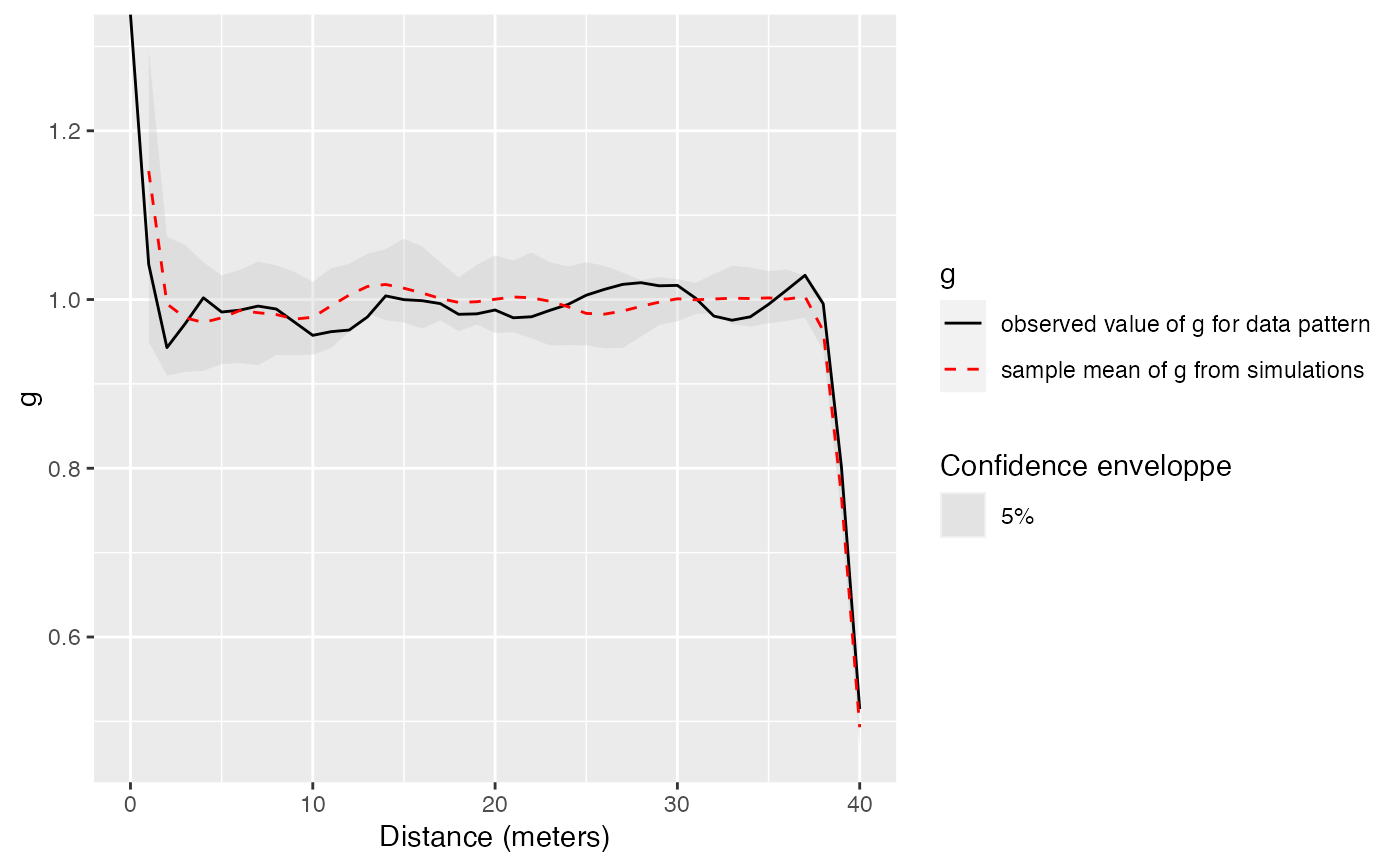 1.2
1.0
0.8
0.6
g
0 10 20 30 40
Distance (meters)
g
observed value of g for data pattern
sample mean of g from simulations
Confidence enveloppe
5%